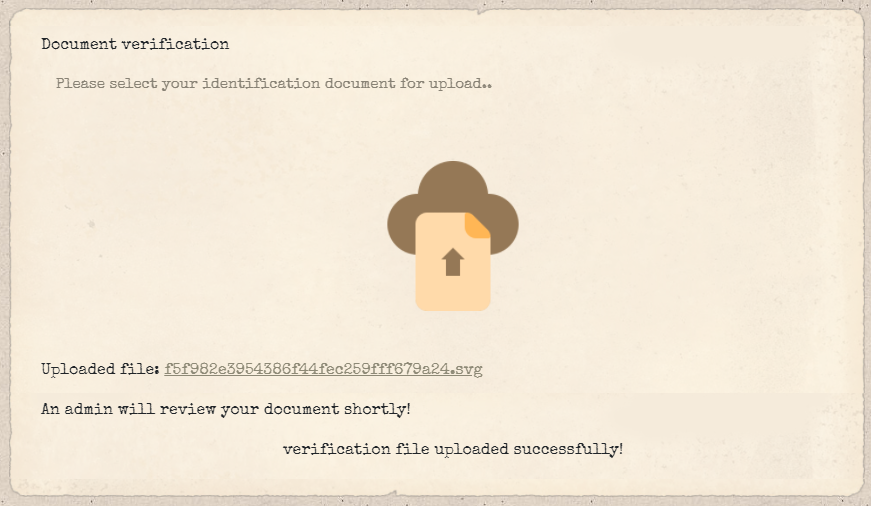 Document verification
Please select your identification document for upload..
Uploaded file: f5f982e3954386f44fec259fff679a24.svg
An admin will review your document shortly!
verification file uploaded successfully!